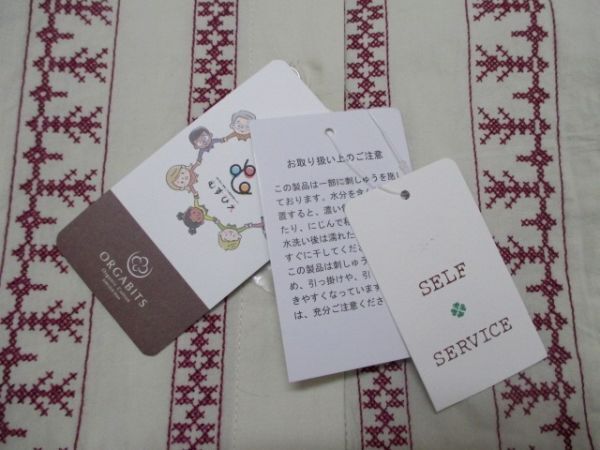 むすびえ
ORGABITS
Organic Cotton
お取り扱い上のご注意
この製品は一部に刺しゅうを施し
ております。水分を含
置すると、濃い
たり、にじんで
水洗い後は濡れた
すぐに干してくださ
この製品は刺しゅう
め、引っ掛けや、引
きやすくなっています
は、充分ご注意くださ
SELF
SERVICE